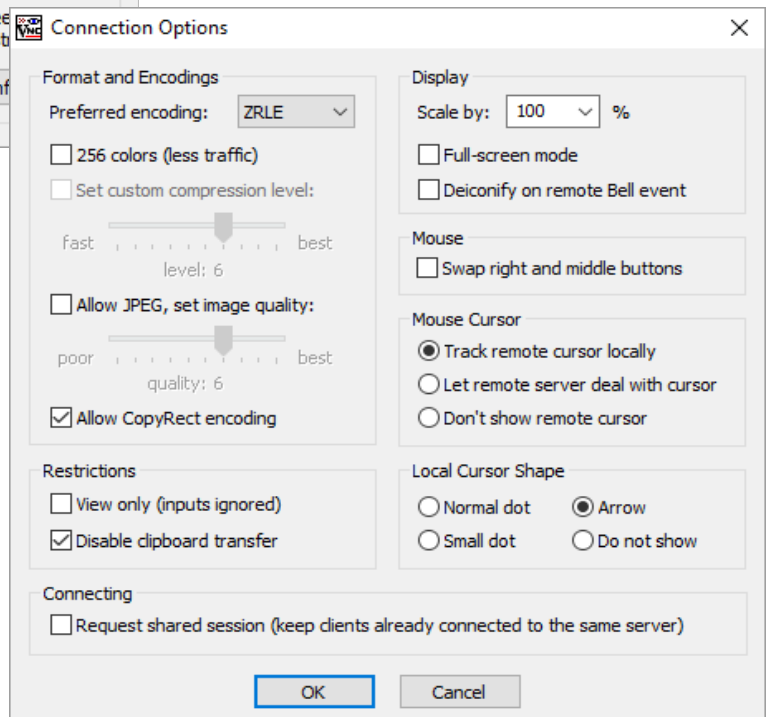 Connection Options
Format and Encodings
Preferred encoding: ZRLE
256 colors (less traffic)
Set custom compression level:
fast best
level: 6
Allow JPEG, set image quality:
poor best
quality: 6
Allow CopyRect encoding
Restrictions
View only (inputs ignored)
Disable clipboard transfer
Display
Scale by: 100 %
Full-screen mode
Deiconify on remote Bell event
Mouse
Swap right and middle buttons
Mouse Cursor
Track remote cursor locally
Let remote server deal with cursor
Don't show remote cursor
Local Cursor Shape
Normal dot Arrow
Small dot Do not show
Connecting
Request shared session (keep clients already connected to the same server)
OK Cancel